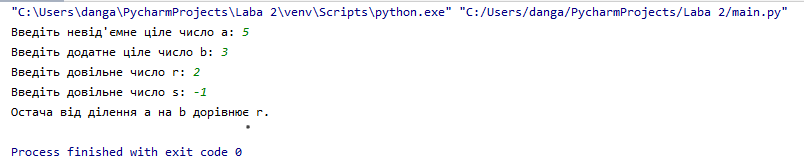 "C:\Users\danga\PycharmProjects\Laba 2\venv\Scripts\python.exe" "C:/Users/danga/PycharmProjects/Laba 2/main.py"
Введіть невід'ємне ціле число a: 5
Введіть додатне ціле число b: 3
Введіть довільне число r: 2
Введіть довільне число s: -1
Остача від ділення a на b дорівнює r.
Process finished with exit code 0